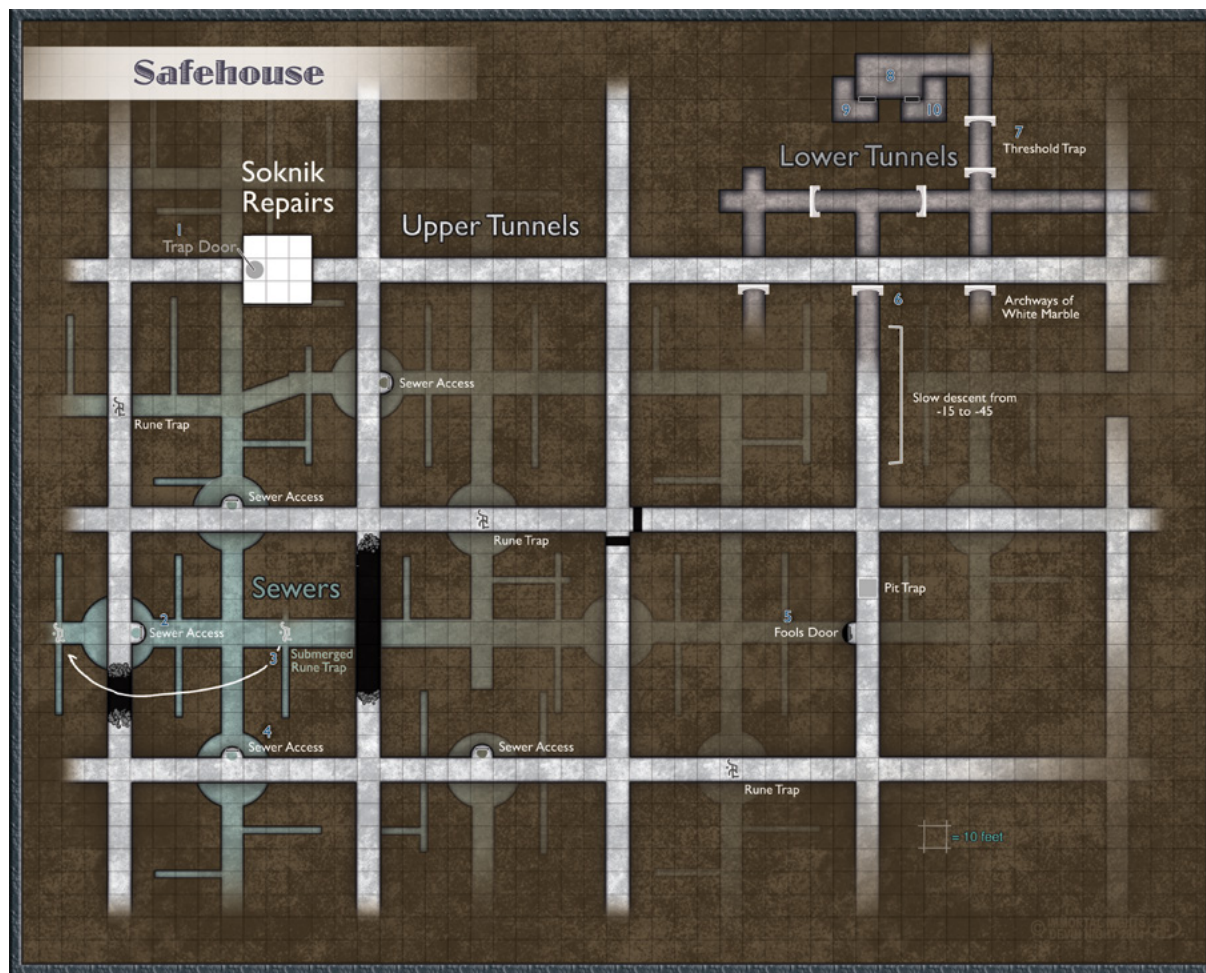 Safehouse
8
9
10
7
Threshold Trap
Lower Tunnels
Soknik
Repairs
Upper Tunnels
1
Trap Door
6
Archways of
White Marble
Sewer Access
Slow descent from
-15 to -45
Rune Trap
Sewer Access
Rune Trap
Sewers
Pit Trap
2
Sewer Access
5
Fools Door
3
Submerged
Rune Trap
4
Sewer Access
Sewer Access
Rune Trap
= 10 feet